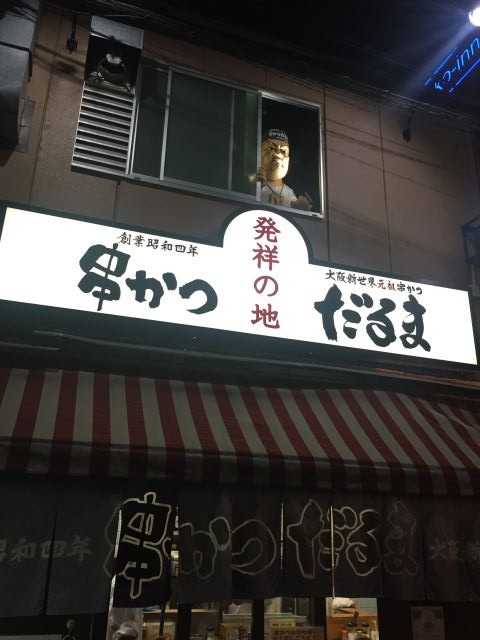 創業昭和四年
串かつ
発祥の地
大阪新世界元祖串かつ
だるま
昭和四年
串かつだるま
大阪新